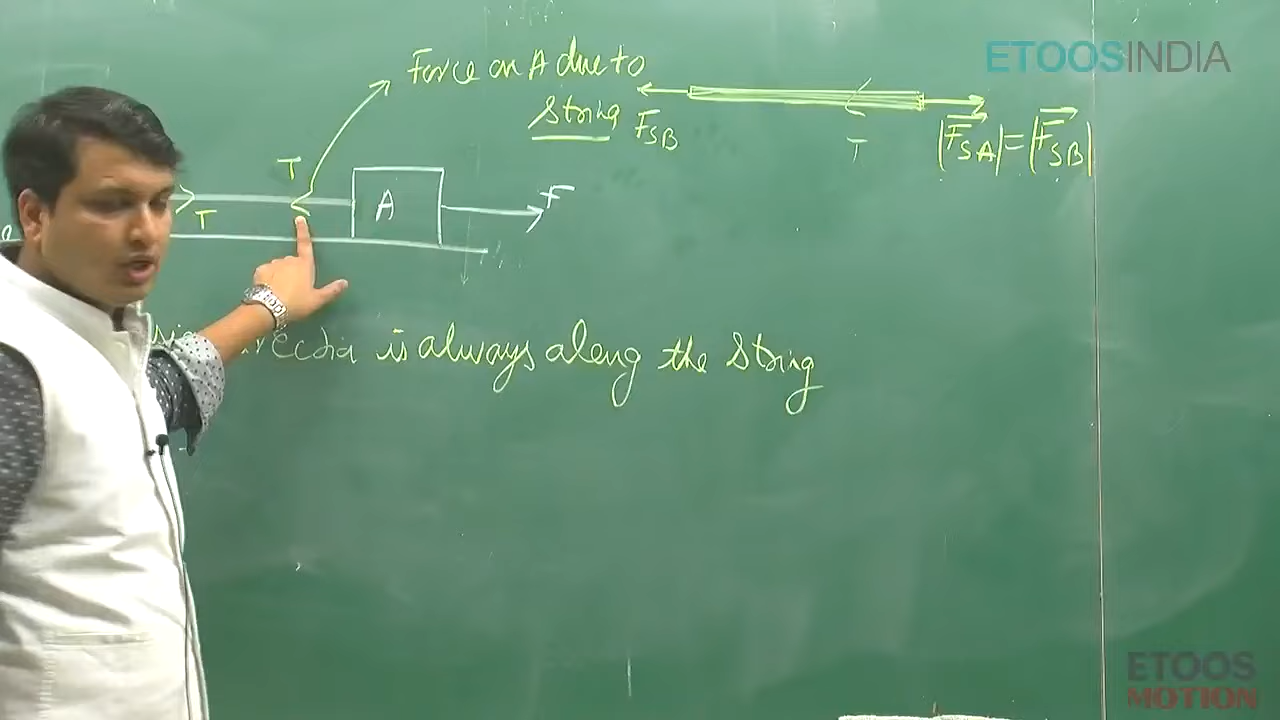 ETOOSINDIA
Force on A due to
String
F_SB
T
|F_SA| = |F_SB|
T
T
A
F
is always along the String
ETOOS
MOTION